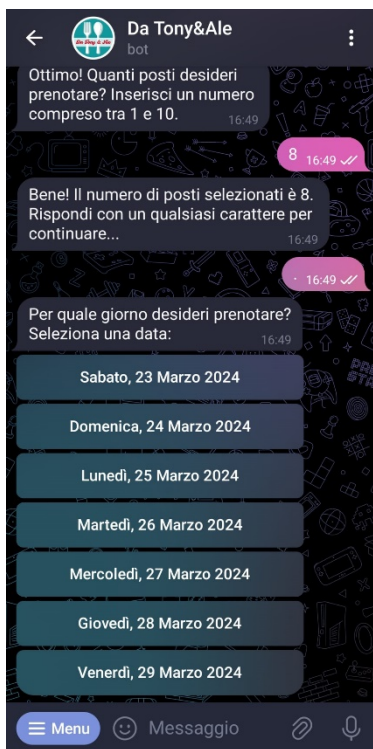 Da Tony&Ale
Da Tony & Ale
bot
Ottimo! Quanti posti desideri
prenotare? Inserisci un numero
compreso tra 1 e 10.
16:49
8 16:49
Bene! Il numero di posti selezionati è 8.
Rispondi con un qualsiasi carattere per
continuare...
16:49
. 16:49
Per quale giorno desideri prenotare?
Seleziona una data:
16:49
Sabato, 23 Marzo 2024
Domenica, 24 Marzo 2024
Lunedì, 25 Marzo 2024
Martedì, 26 Marzo 2024
Mercoledì, 27 Marzo 2024
Giovedì, 28 Marzo 2024
Venerdì, 29 Marzo 2024
Menu
Messaggio